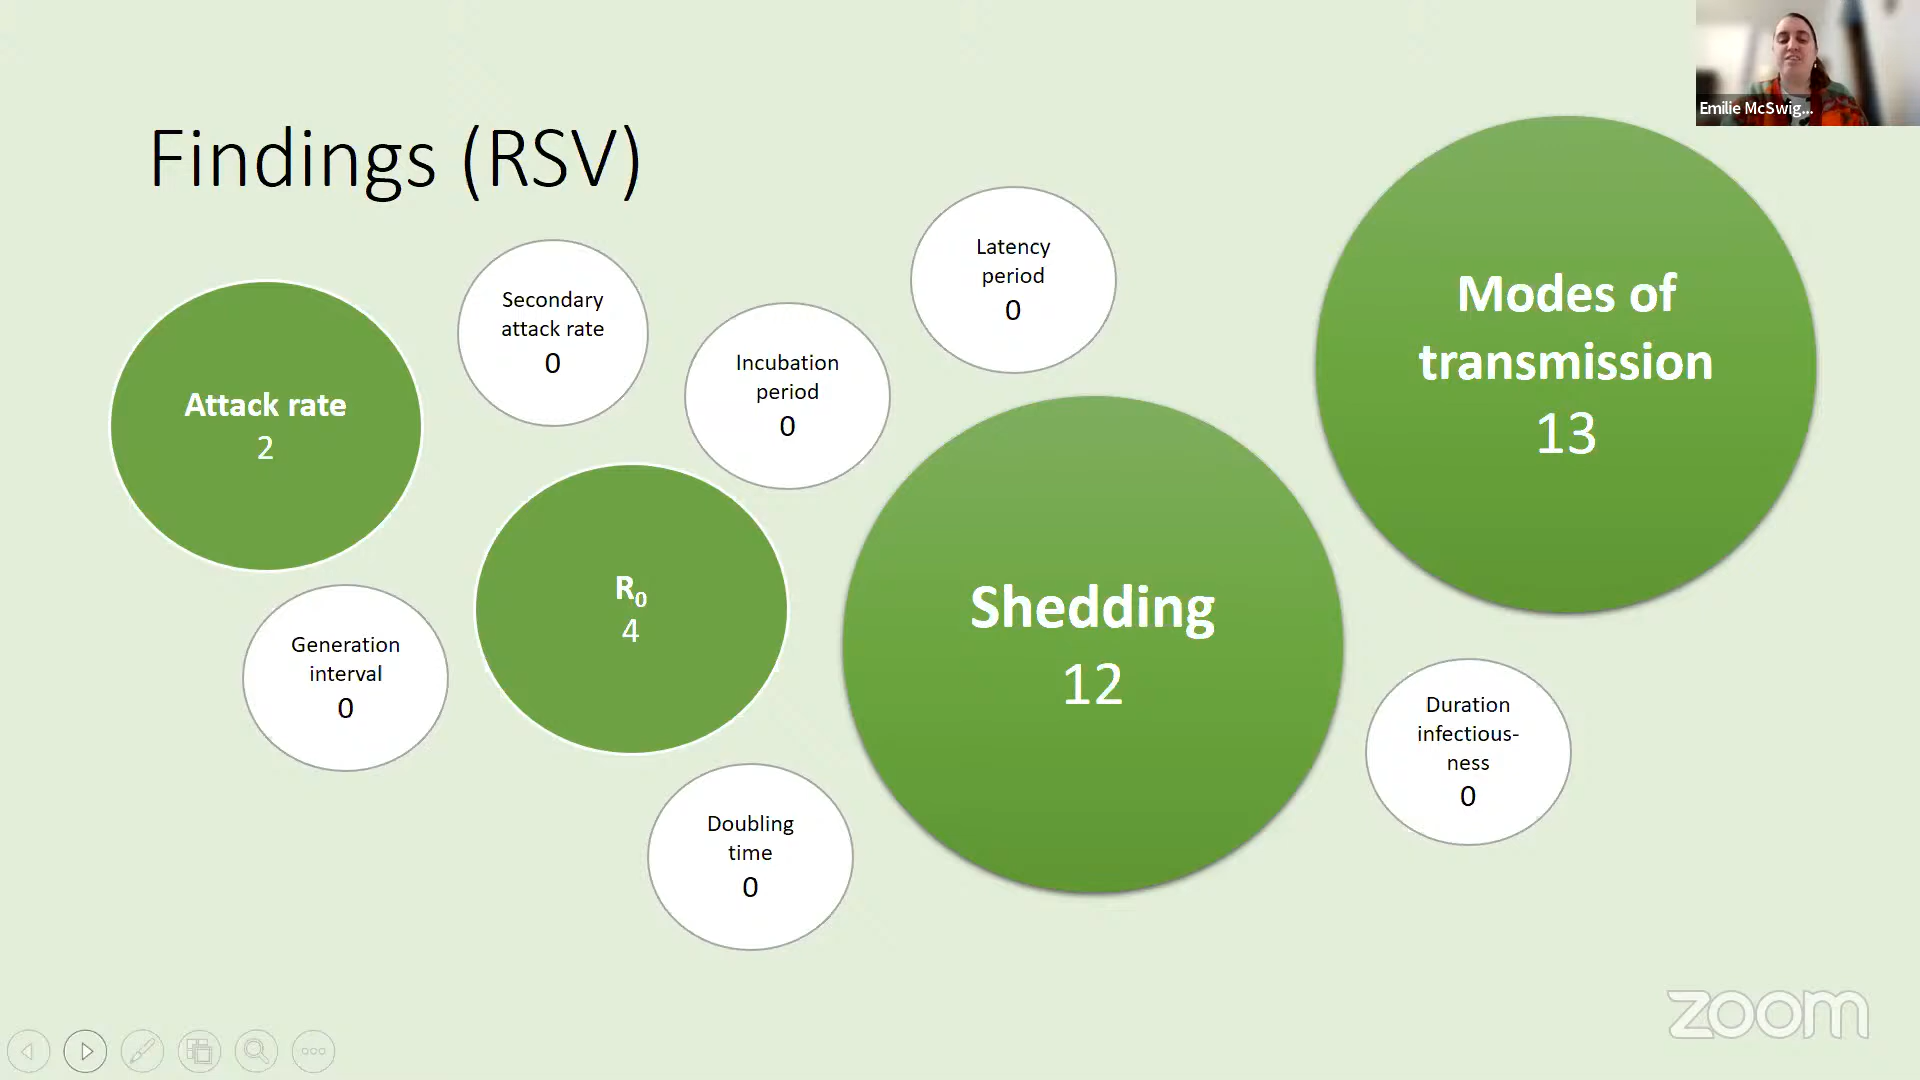 Emilie McSwig...
Findings (RSV)
Attack rate
2
Secondary
attack rate
0
Incubation
period
0
Latency
period
0
Modes of
transmission
13
Generation
interval
0
R₀
4
Shedding
12
Doubling
time
0
Duration
infectious-
ness
0
zoom